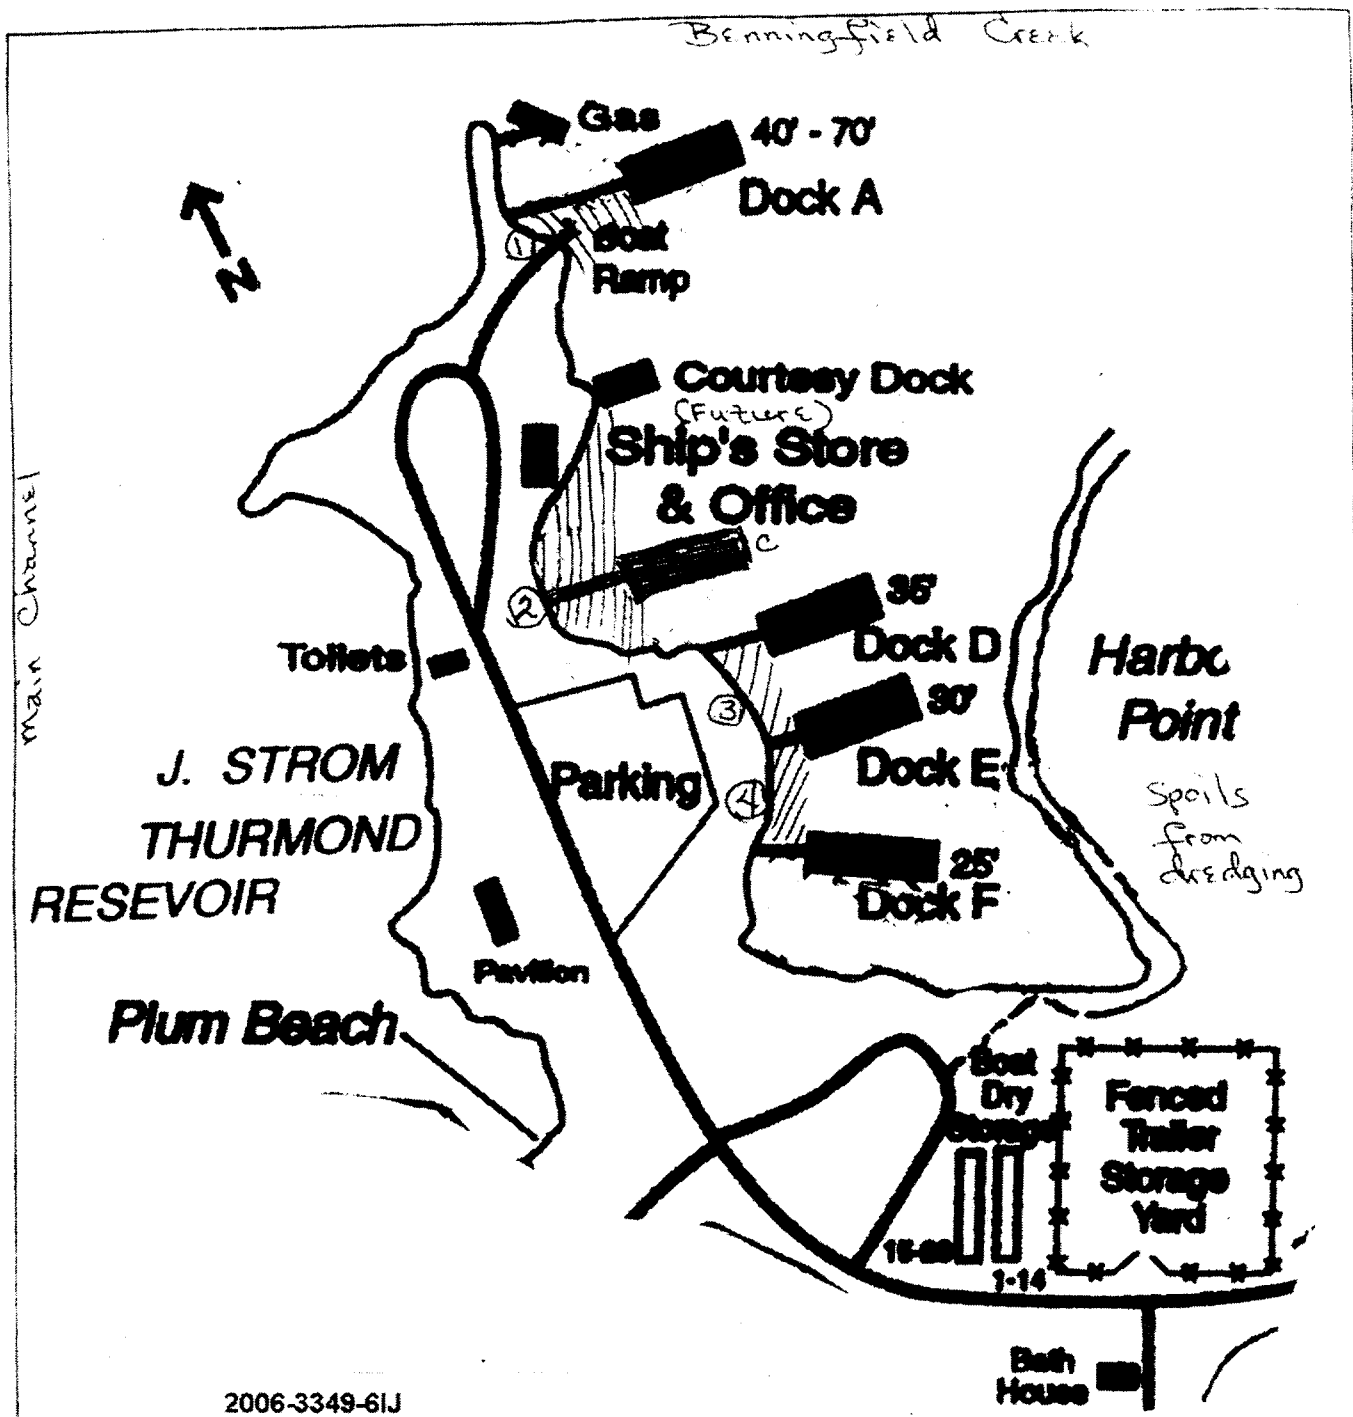 Benningfield Creek
Gas
40' - 70'
Dock A
1
Boat
Ramp
N
Courtesy Dock
(Future)
Ship's Store
& Office
C
2
35'
Dock D
Main Channel
Toilets
3
30'
Dock E
Harbo
Point
J. STROM
THURMOND
RESEVOIR
Parking
4
Spoils
from
dredging
25'
Dock F
Pavilion
Plum Beach
Boat
Dry
Storage
Fenced
Trailer
Storage
Yard
1-14
Bath
House
2006-3349-6IJ